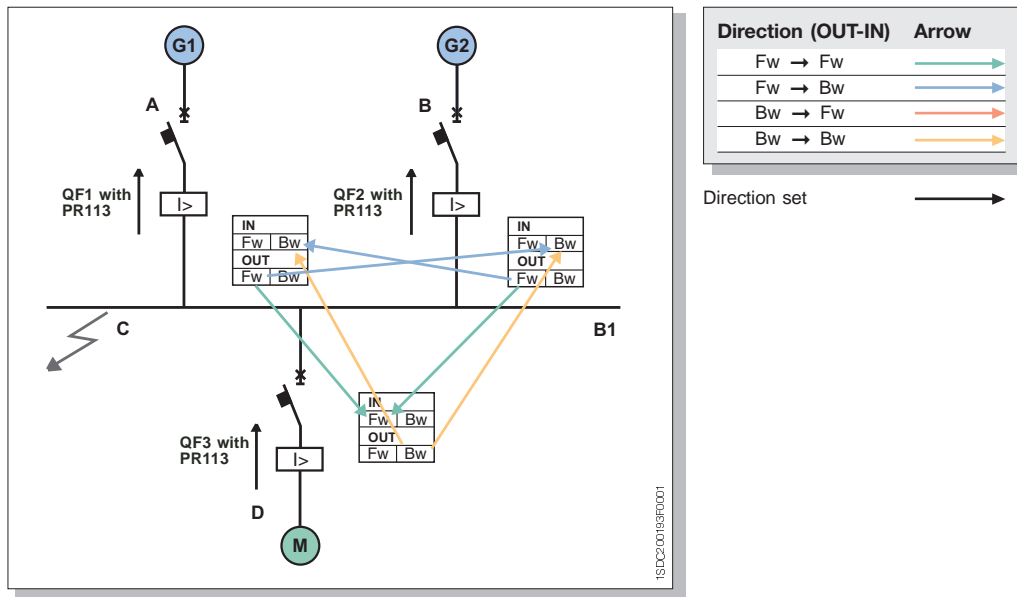 G1
G2
A
B
QF1 with
PR113
I>
QF2 with
PR113
I>
IN
Fw Bw
OUT
Fw Bw
IN
Fw Bw
OUT
Fw Bw
C
B1
IN
Fw Bw
OUT
Fw Bw
QF3 with
PR113
I>
D
M
1SDC200193F0001
Direction (OUT-IN) Arrow
Fw → Fw
Fw → Bw
Bw → Fw
Bw → Bw
Direction set